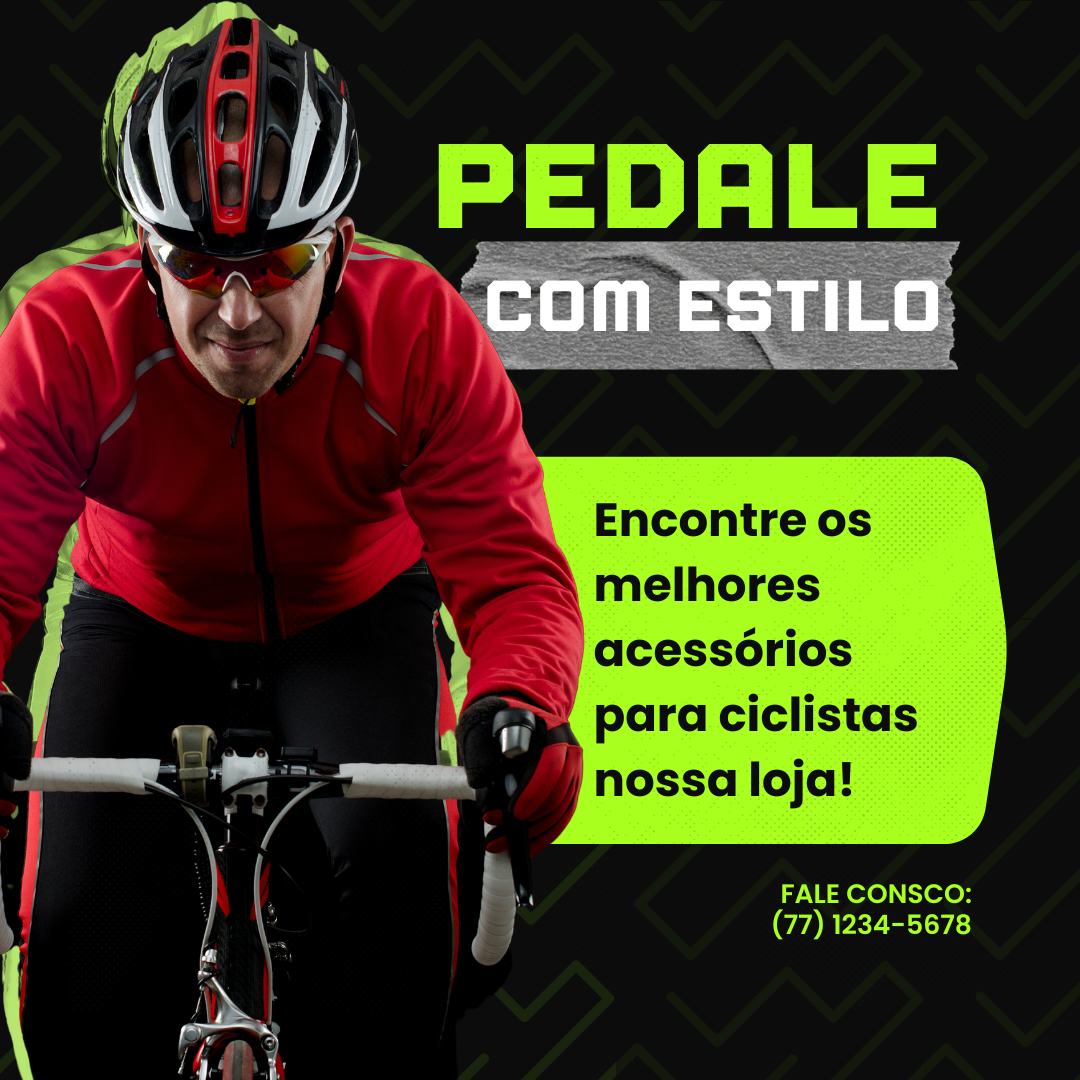 PEDALE
COM ESTILO
Encontre os
melhores
acessórios
para ciclistas
nossa loja!
FALE CONSCO:
(77) 1234-5678